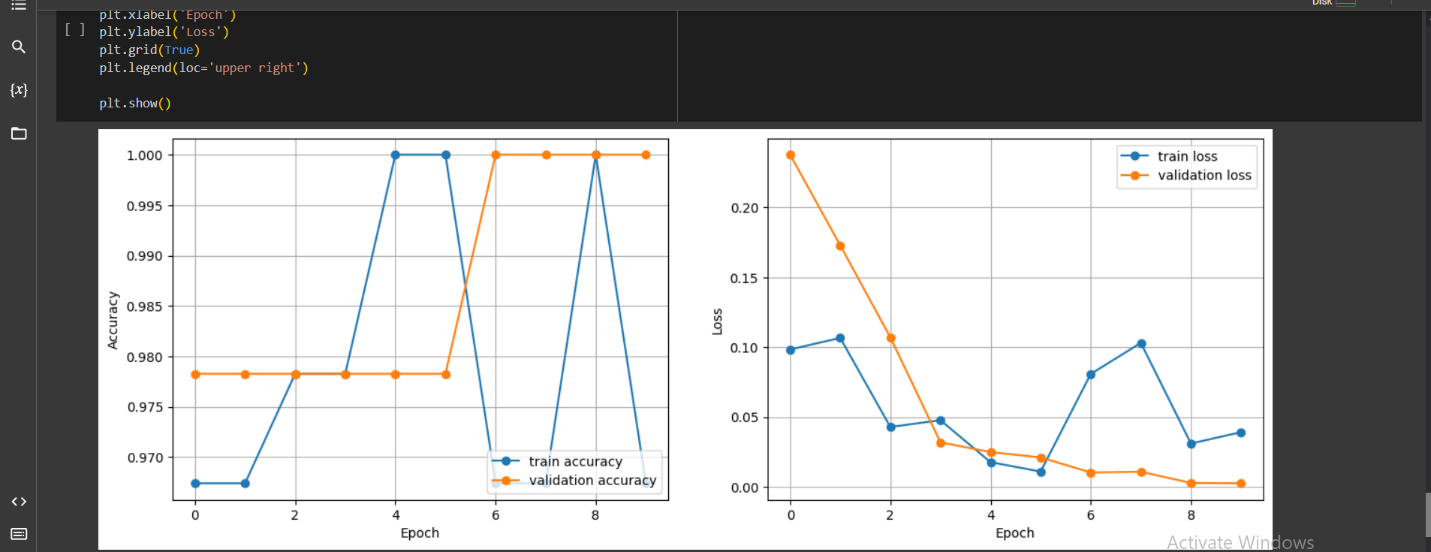 Disk
plt.xlabel('Epoch')
[ ] plt.ylabel('Loss')
plt.grid(True)
plt.legend(loc='upper right')
plt.show()
{x}
<>
1.000
0.995
0.990
0.985
0.980
0.975
0.970
Accuracy
train accuracy
validation accuracy
0 2 4 6 8
Epoch
train loss
validation loss
0.20
0.15
0.10
0.05
0.00
Loss
0 2 4 6 8
Epoch
Activate Windows